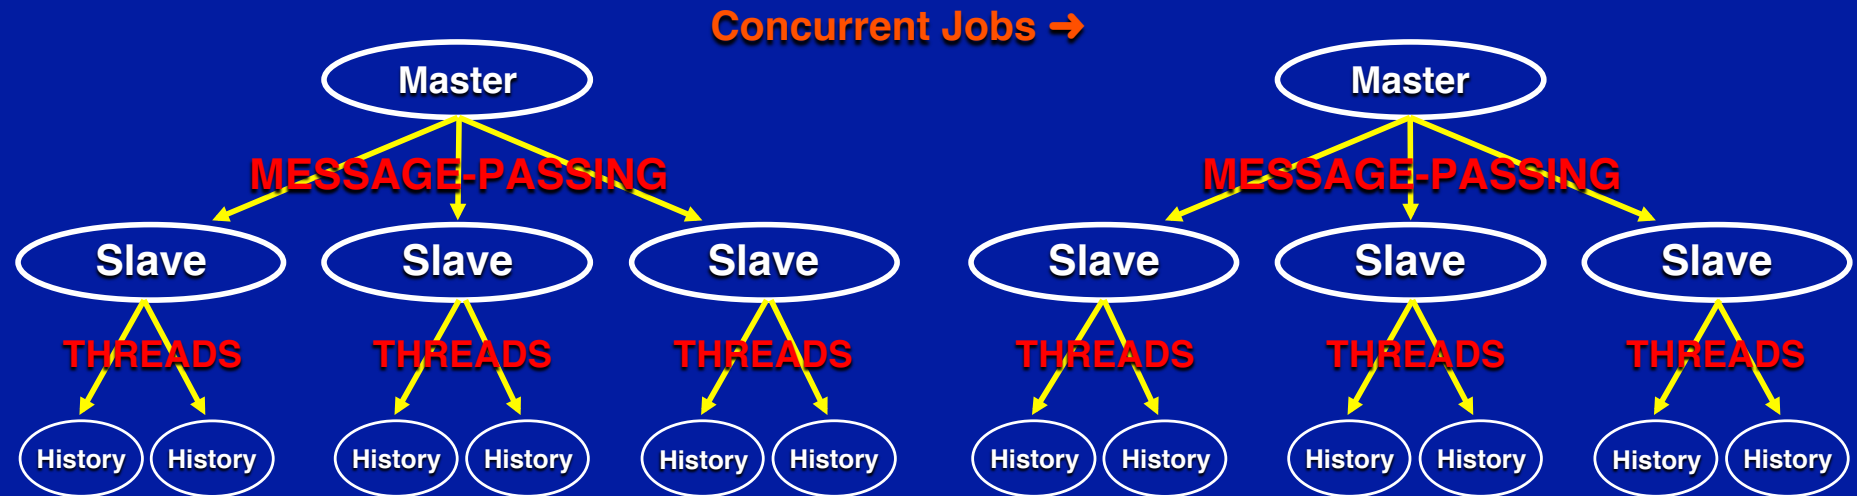 Concurrent Jobs ➜
Master Master
MESSAGE-PASSING MESSAGE-PASSING
Slave Slave Slave Slave Slave Slave
THREADS THREADS THREADS THREADS THREADS THREADS
History History History History History History History History History History History History